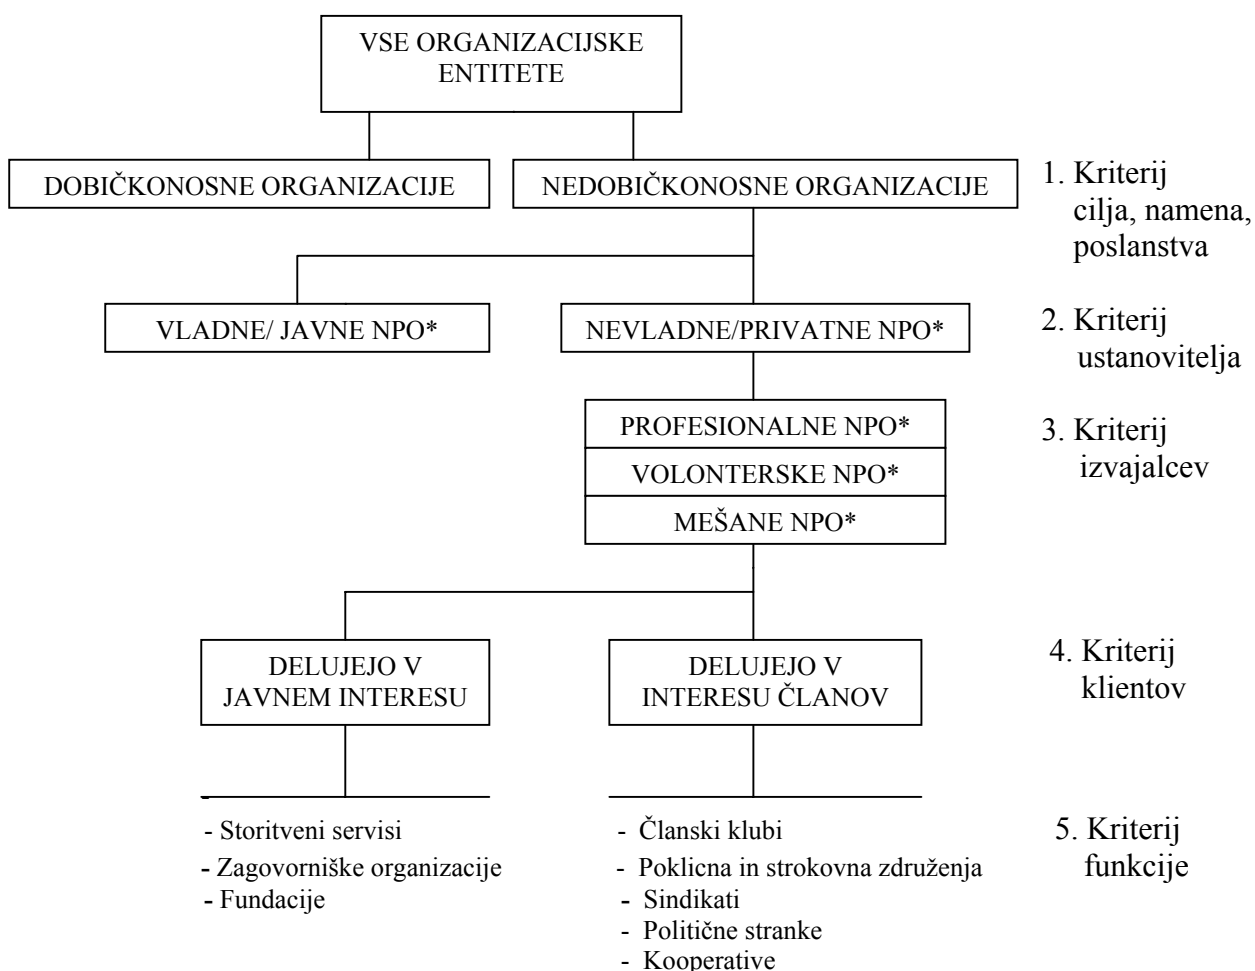 VSE ORGANIZACIJSKE
ENTITETE
DOBIČKONOSNE ORGANIZACIJE
NEDOBIČKONOSNE ORGANIZACIJE
1. Kriterij
cilja, namena,
poslanstva
VLADNE/ JAVNE NPO*
NEVLADNE/PRIVATNE NPO*
2. Kriterij
ustanovitelja
PROFESIONALNE NPO*
VOLONTERSKE NPO*
MEŠANE NPO*
3. Kriterij
izvajalcev
DELUJEJO V
JAVNEM INTERESU
DELUJEJO V
INTERESU ČLANOV
4. Kriterij
klientov
-
- Storitveni servisi
- Zagovorniške organizacije
- Fundacije
- Članski klubi
- Poklicna in strokovna združenja
- Sindikati
- Politične stranke
- Kooperative
5. Kriterij
funkcije